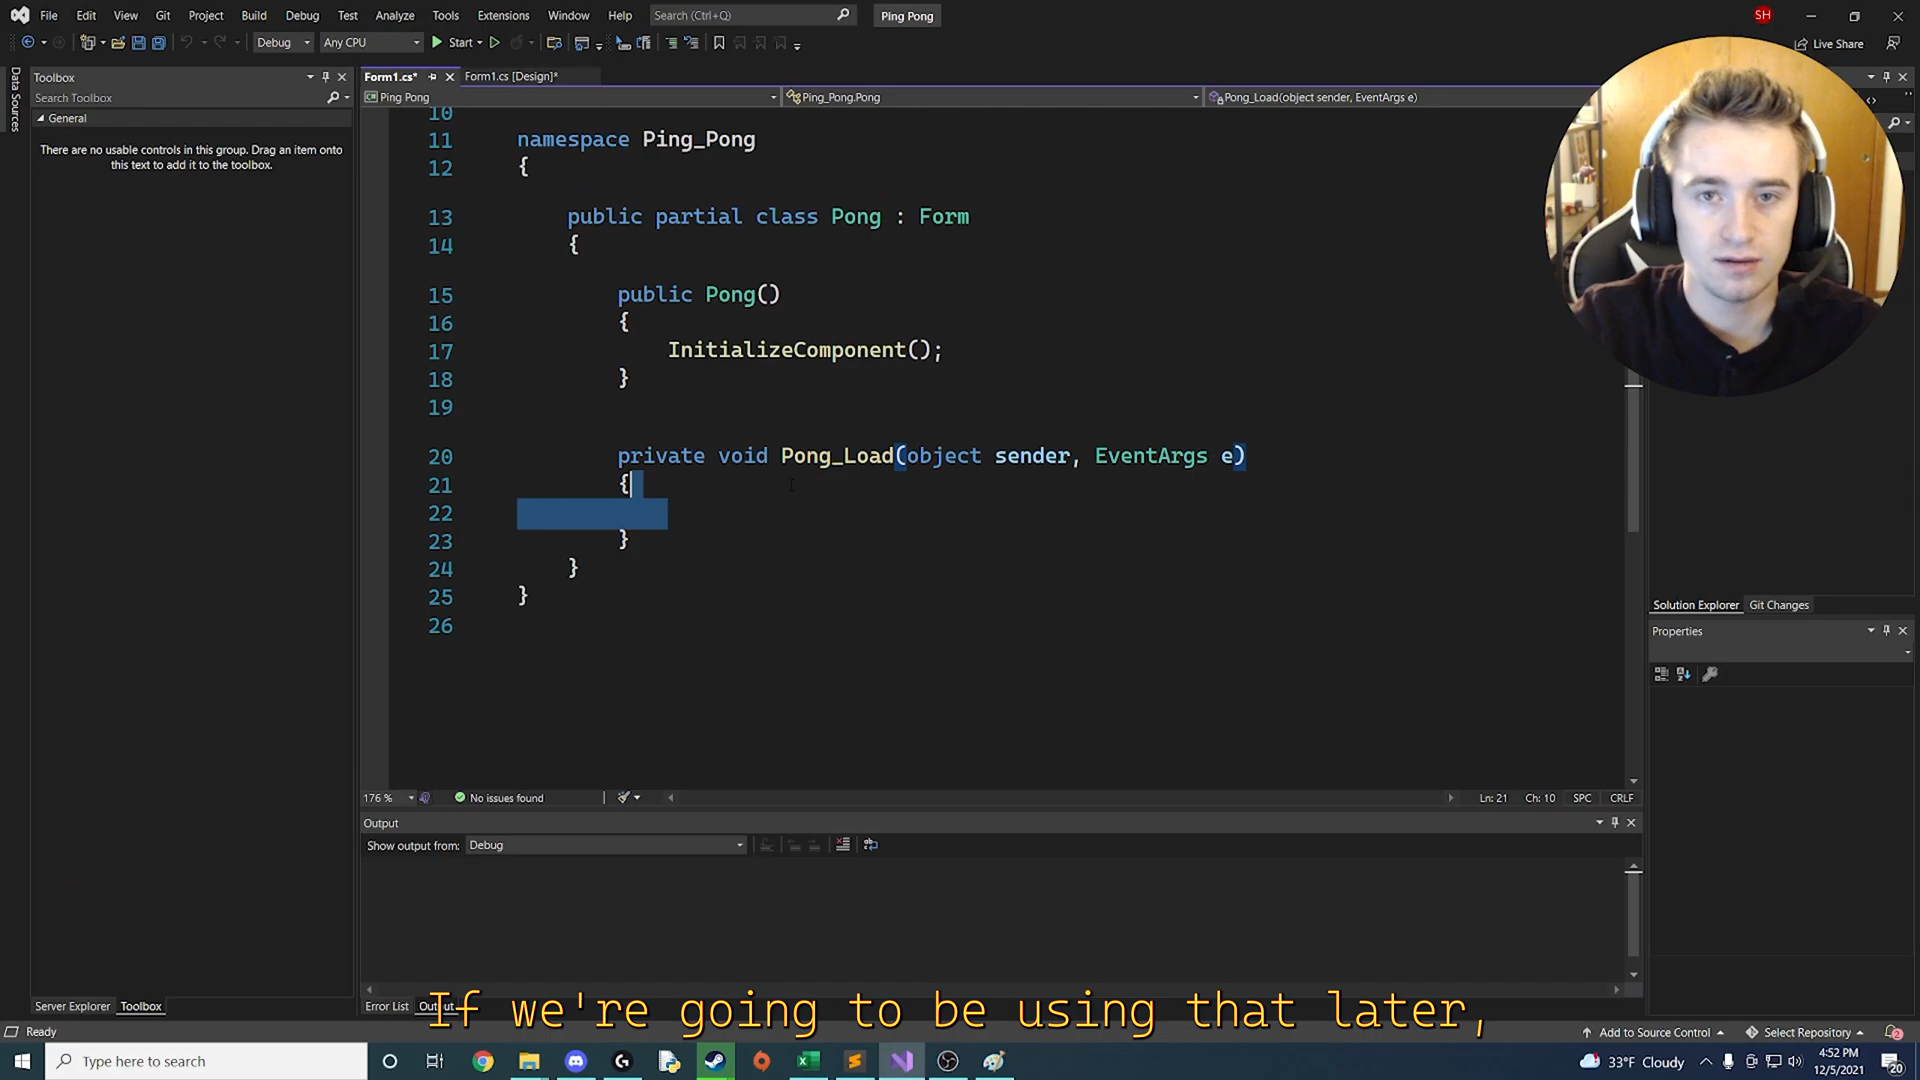 File Edit View Git Project Build Debug Test Analyze Tools Extensions Window Help Search (Ctrl+Q) Ping Pong SH
Debug Any CPU Start Live Share
Data Sources
Toolbox
Search Toolbox
General
There are no usable controls in this group. Drag an item onto
this text to add it to the toolbox.
Form1.cs* Form1.cs [Design]*
Ping Pong Ping_Pong.Pong Pong_Load(object sender, EventArgs e)
10
11 namespace Ping_Pong
12 {
13 public partial class Pong : Form
14 {
15 public Pong()
16 {
17 InitializeComponent();
18 }
19
20 private void Pong_Load(object sender, EventArgs e)
21 {
22
23 }
24 }
25 }
26
176 % No issues found Ln: 21 Ch: 10 SPC CRLF
Solution Explorer Git Changes
Properties
Output
Show output from: Debug
Server Explorer Toolbox
Error List Output
If we're going to be using that later,
Ready Add to Source Control Select Repository 2
Type here to search
33°F Cloudy 4:52 PM
12/5/2021 20